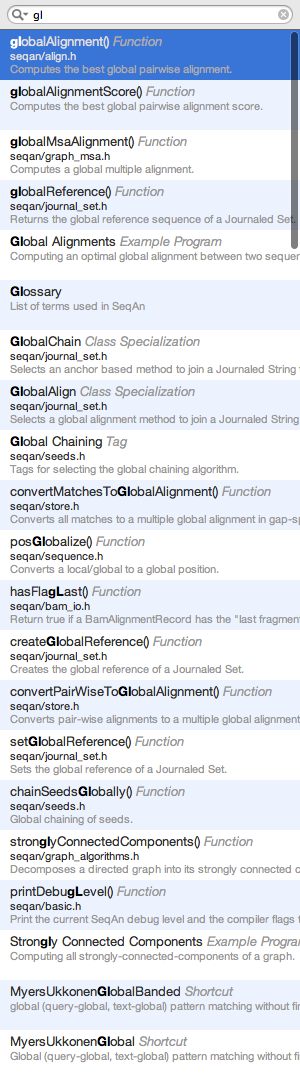 gl
globalAlignment() Function
seqan/align.h
Computes the best global pairwise alignment.
globalAlignmentScore() Function
Computes the best global pairwise alignment score.
globalMsaAlignment() Function
seqan/graph_msa.h
Computes a global multiple alignment.
globalReference() Function
seqan/journal_set.h
Returns the global reference sequence of a Journaled Set.
Global Alignments Example Program
Computing an optimal global alignment between two sequen
Glossary
List of terms used in SeqAn
GlobalChain Class Specialization
seqan/journal_set.h
Selects an anchor based method to join a Journaled String
GlobalAlign Class Specialization
seqan/journal_set.h
Selects a global alignment method to join a Journaled String
Global Chaining Tag
seqan/seeds.h
Tags for selecting the global chaining algorithm.
convertMatchesToGlobalAlignment() Function
seqan/store.h
Converts all matches to a multiple global alignment in gap-sp
posGlobalize() Function
seqan/sequence.h
Converts a local/global to a global position.
hasFlagLast() Function
seqan/bam_io.h
Return true if a BamAlignmentRecord has the "last fragmen
createGlobalReference() Function
seqan/journal_set.h
Creates the global reference of a Journaled Set.
convertPairWiseToGlobalAlignment() Function
seqan/store.h
Converts pair-wise alignments to a multiple global alignment
setGlobalReference() Function
seqan/journal_set.h
Sets the global reference of a Journaled Set.
chainSeedsGlobally() Function
seqan/seeds.h
Global chaining of seeds.
stronglyConnectedComponents() Function
seqan/graph_algorithms.h
Decomposes a directed graph into its strongly connected c
printDebugLevel() Function
seqan/basic.h
Print the current SeqAn debug level and the compiler flags t
Strongly Connected Components Example Progran
Computing all strongly-connected-components of a graph.
MyersUkkonenGlobalBanded Shortcut
global (query-global, text-global) pattern matching without fi
MyersUkkonenGlobal Shortcut
Global (query-global, text-global) pattern matching without fi